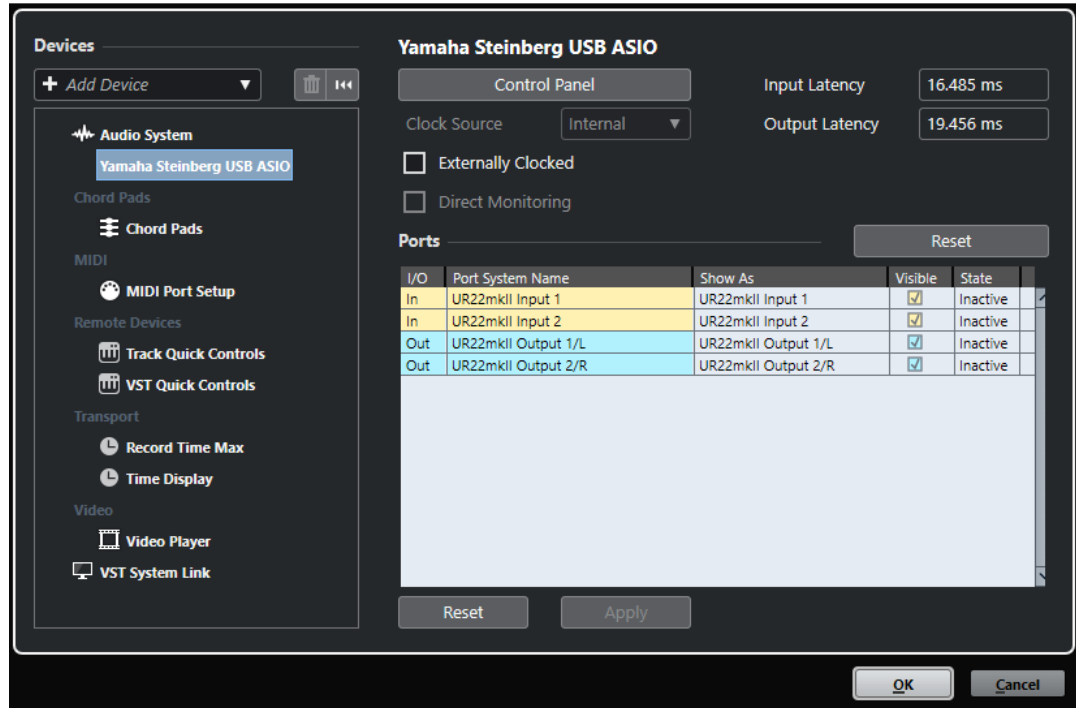 Devices
+ Add Device
Audio System
Yamaha Steinberg USB ASIO
Chord Pads
Chord Pads
MIDI
MIDI Port Setup
Remote Devices
Track Quick Controls
VST Quick Controls
Transport
Record Time Max
Time Display
Video
Video Player
VST System Link
Yamaha Steinberg USB ASIO
Control Panel
Input Latency 16.485 ms
Clock Source Internal
Output Latency 19.456 ms
Externally Clocked
Direct Monitoring
Ports
Reset
I/O Port System Name Show As Visible State
In UR22mkII Input 1 UR22mkII Input 1 Inactive
In UR22mkII Input 2 UR22mkII Input 2 Inactive
Out UR22mkII Output 1/L UR22mkII Output 1/L Inactive
Out UR22mkII Output 2/R UR22mkII Output 2/R Inactive
Reset Apply
OK Cancel